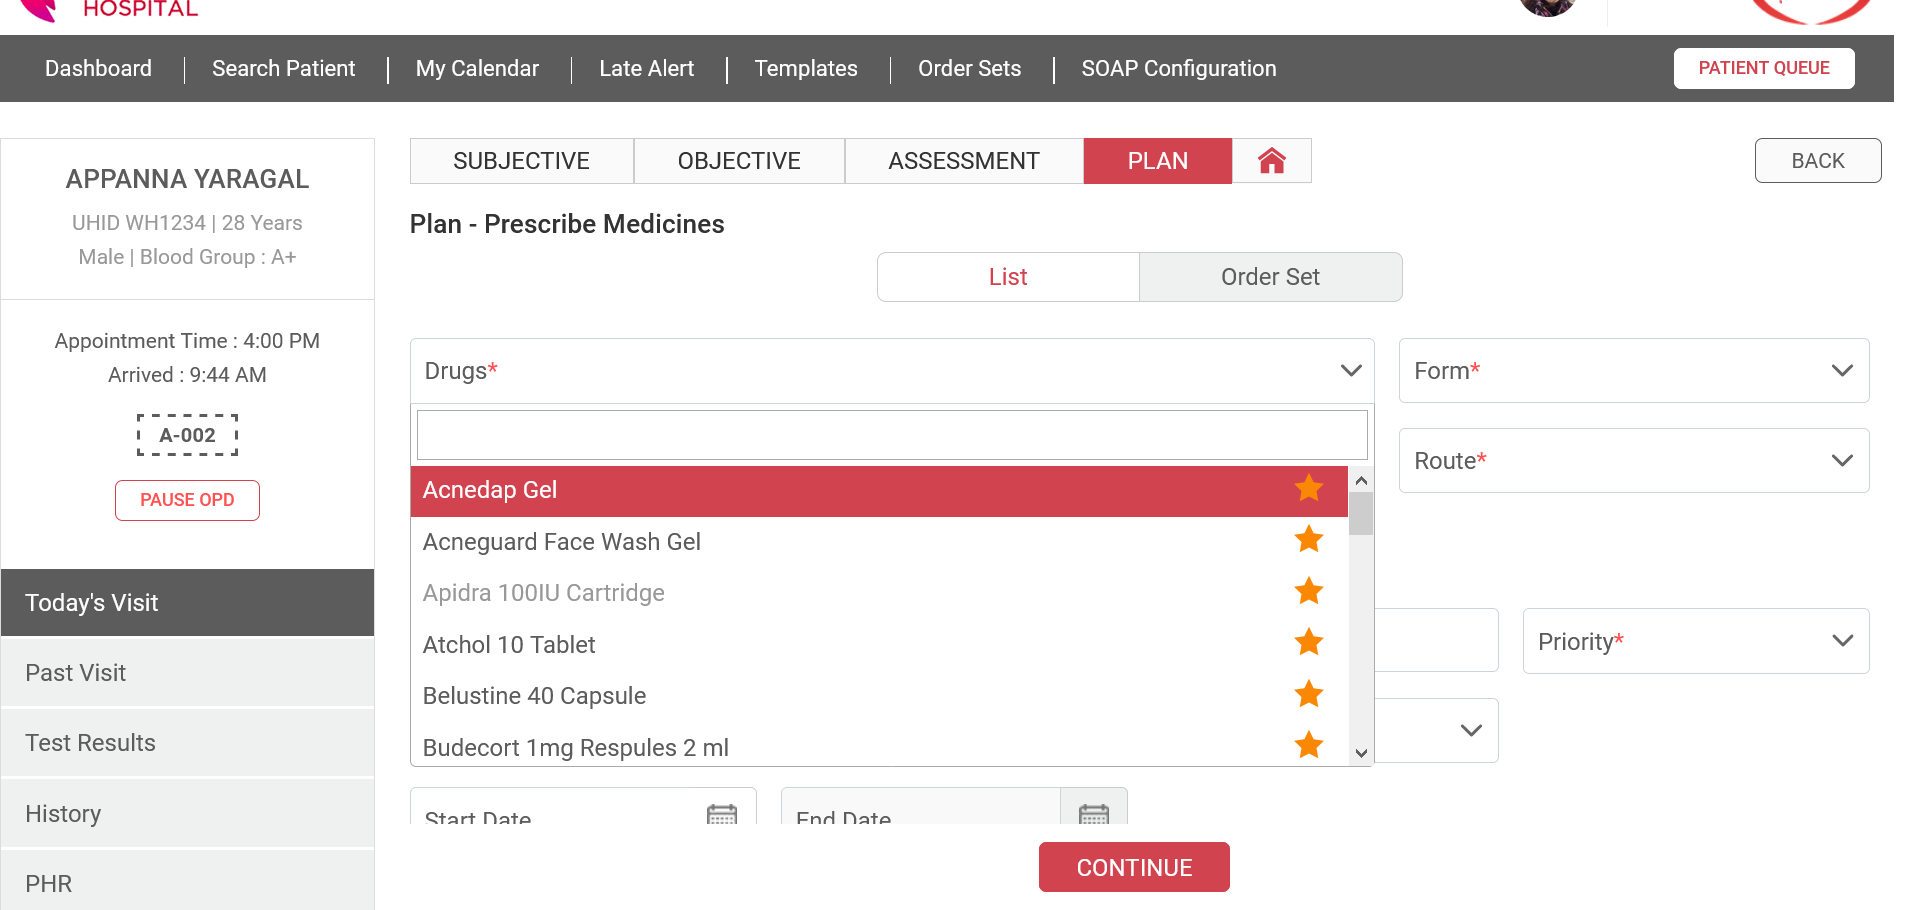 HOSPITAL
Dashboard
Search Patient
My Calendar
Late Alert
Templates
Order Sets
SOAP Configuration
PATIENT QUEUE
APPANNA YARAGAL
UHID WH1234 | 28 Years
Male | Blood Group : A+
Appointment Time : 4:00 PM
Arrived : 9:44 AM
A-002
PAUSE OPD
Today's Visit
Past Visit
Test Results
History
PHR
SUBJECTIVE
OBJECTIVE
ASSESSMENT
PLAN
BACK
Plan - Prescribe Medicines
List
Order Set
Drugs*
Form*
Route*
Acnedap Gel
Acneguard Face Wash Gel
Apidra 100IU Cartridge
Atchol 10 Tablet
Belustine 40 Capsule
Budecort 1mg Respules 2 ml
Priority*
Start Date
End Date
CONTINUE